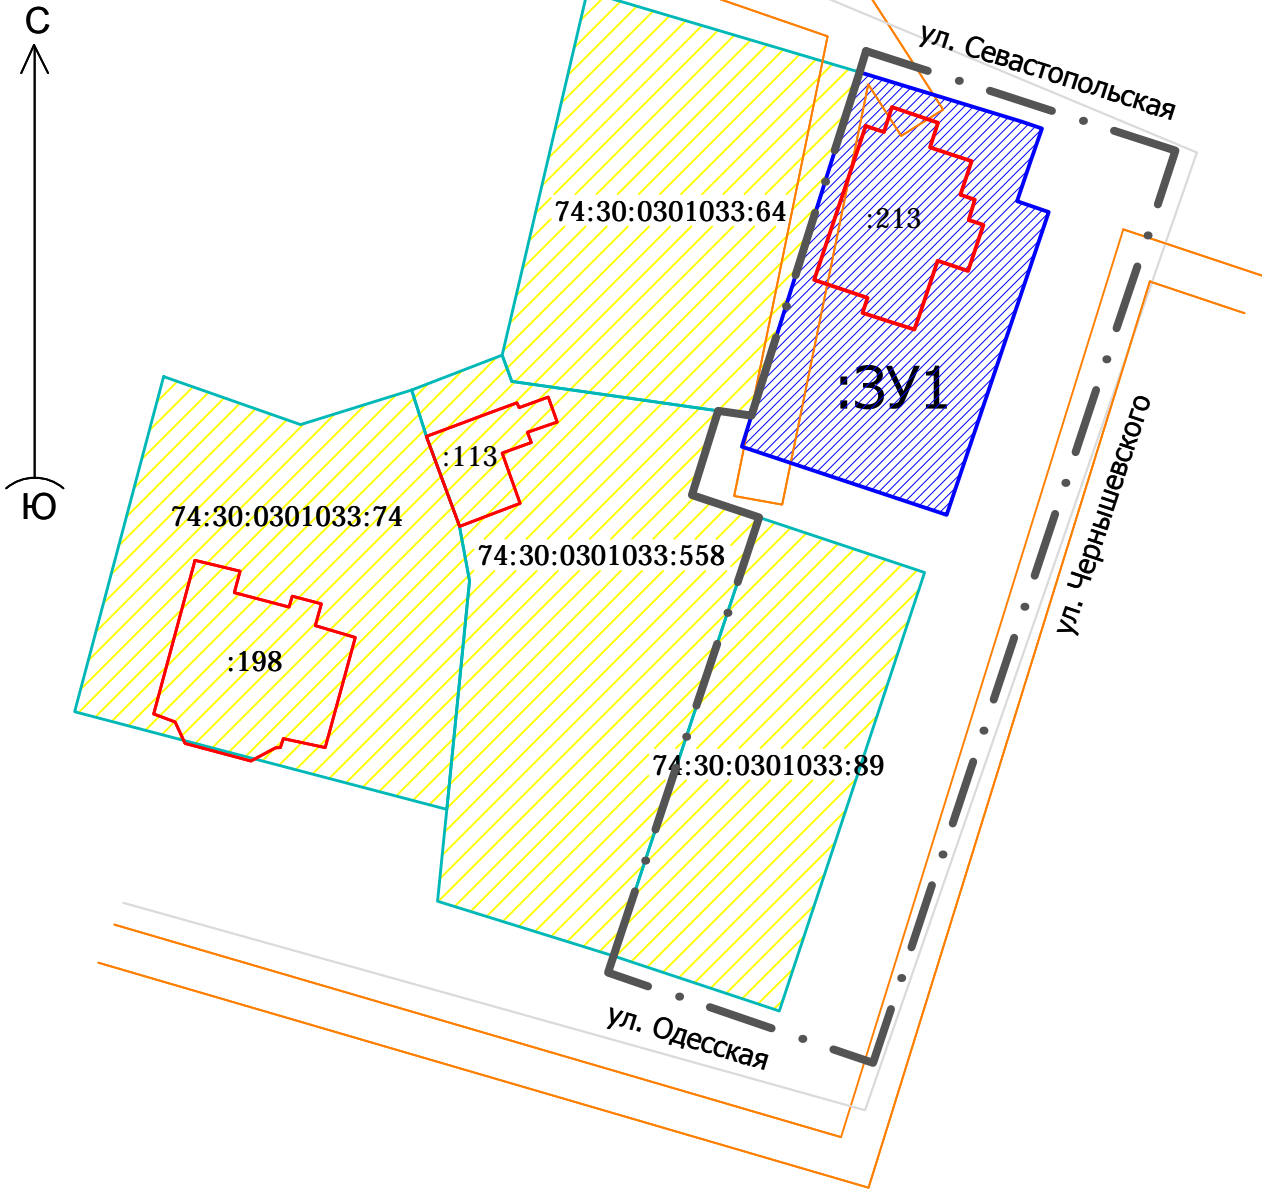 С
ул. Севастопольская
74:30:0301033:64
:213
:ЗУ1
:113
ул. Чернышевского
Ю
74:30:0301033:74
74:30:0301033:558
:198
74:30:0301033:89
ул. Одесская